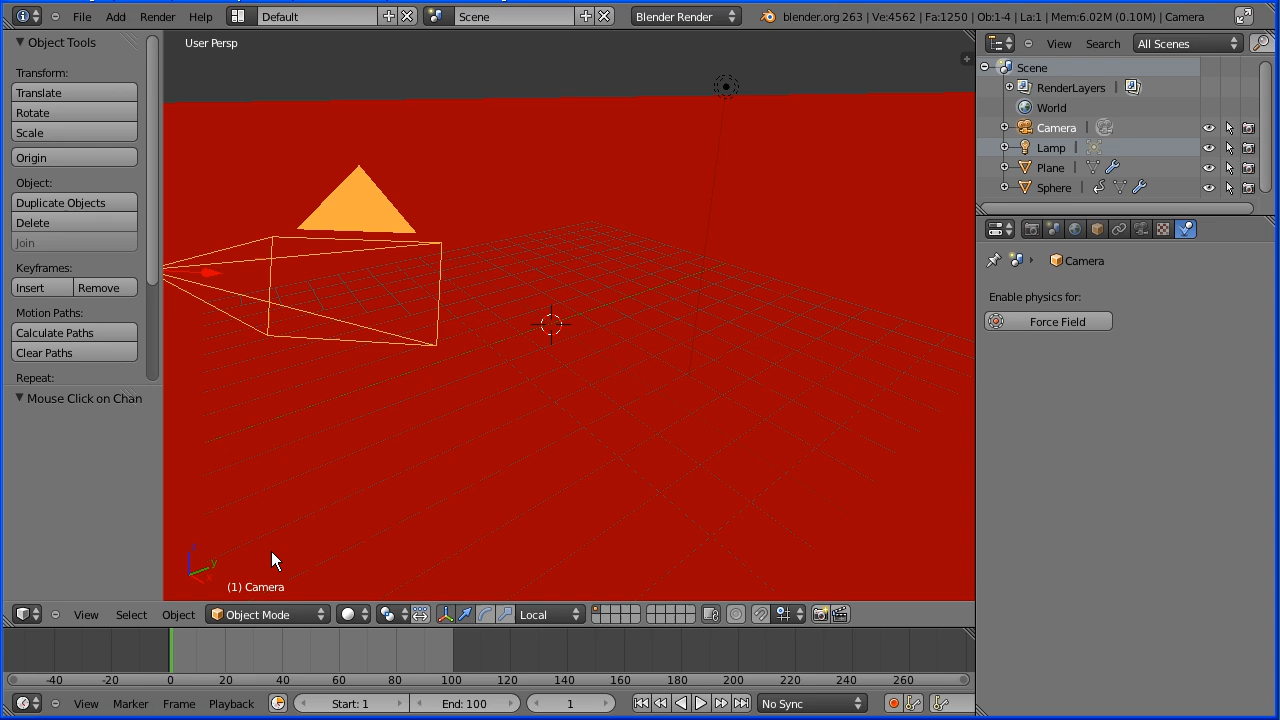 File Add Render Help Default Scene Blender Render blender.org 263 | Ve:4562 | Fa:1250 | Ob:1-4 | La:1 | Mem:6.02M (0.10M) | Camera
Object Tools
Transform:
Translate
Rotate
Scale
Origin
Object:
Duplicate Objects
Delete
Join
Keyframes:
Insert Remove
Motion Paths:
Calculate Paths
Clear Paths
Repeat:
Mouse Click on Chan
User Persp
y
(1) Camera
View Search All Scenes
Scene
RenderLayers |
World
Camera |
Lamp |
Plane |
Sphere |
Camera
Enable physics for:
Force Field
View Select Object Object Mode Local
-40 -20 0 20 40 60 80 100 120 140 160 180 200 220 240 260
View Marker Frame Playback Start: 1 End: 100 1 No Sync